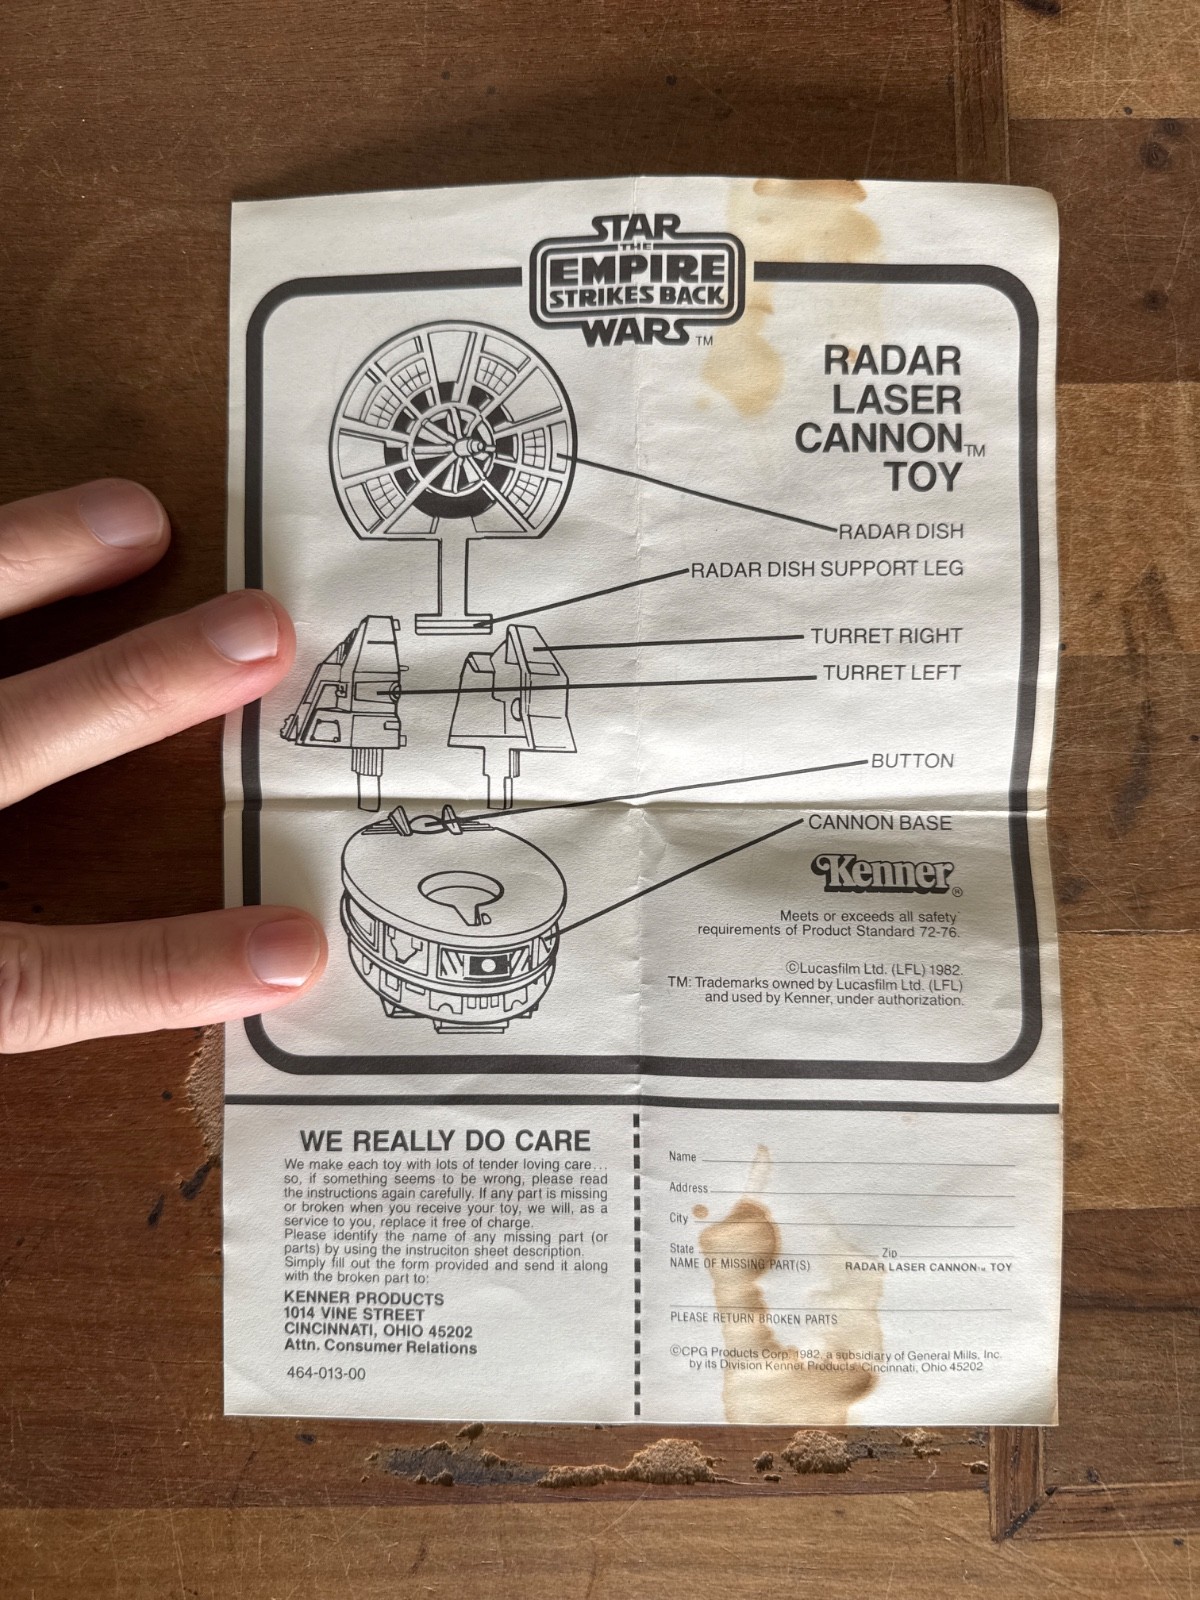 STAR
THE
EMPIRE
STRIKES BACK
WARS TM
RADAR
LASER
CANNON TM
TOY
RADAR DISH
RADAR DISH SUPPORT LEG
TURRET RIGHT
TURRET LEFT
BUTTON
CANNON BASE
Kenner ®
Meets or exceeds all safety
requirements of Product Standard 72-76.
©Lucasfilm Ltd. (LFL) 1982.
TM: Trademarks owned by Lucasfilm Ltd. (LFL)
and used by Kenner, under authorization.
WE REALLY DO CARE
We make each toy with lots of tender loving care...
so, if something seems to be wrong, please read
the instructions again carefully. If any part is missing
or broken when you receive your toy, we will, as a
service to you, replace it free of charge.
Please identify the name of any missing part (or
parts) by using the instruciton sheet description.
Simply fill out the form provided and send it along
with the broken part to:
KENNER PRODUCTS
1014 VINE STREET
CINCINNATI, OHIO 45202
Attn. Consumer Relations
464-013-00
Name
Address
City
State Zip
NAME OF MISSING PART(S) RADAR LASER CANNON TM TOY
PLEASE RETURN BROKEN PARTS
©CPG Products Corp. 1982, a subsidiary of General Mills, Inc.
by its Division Kenner Products, Cincinnati, Ohio 45202